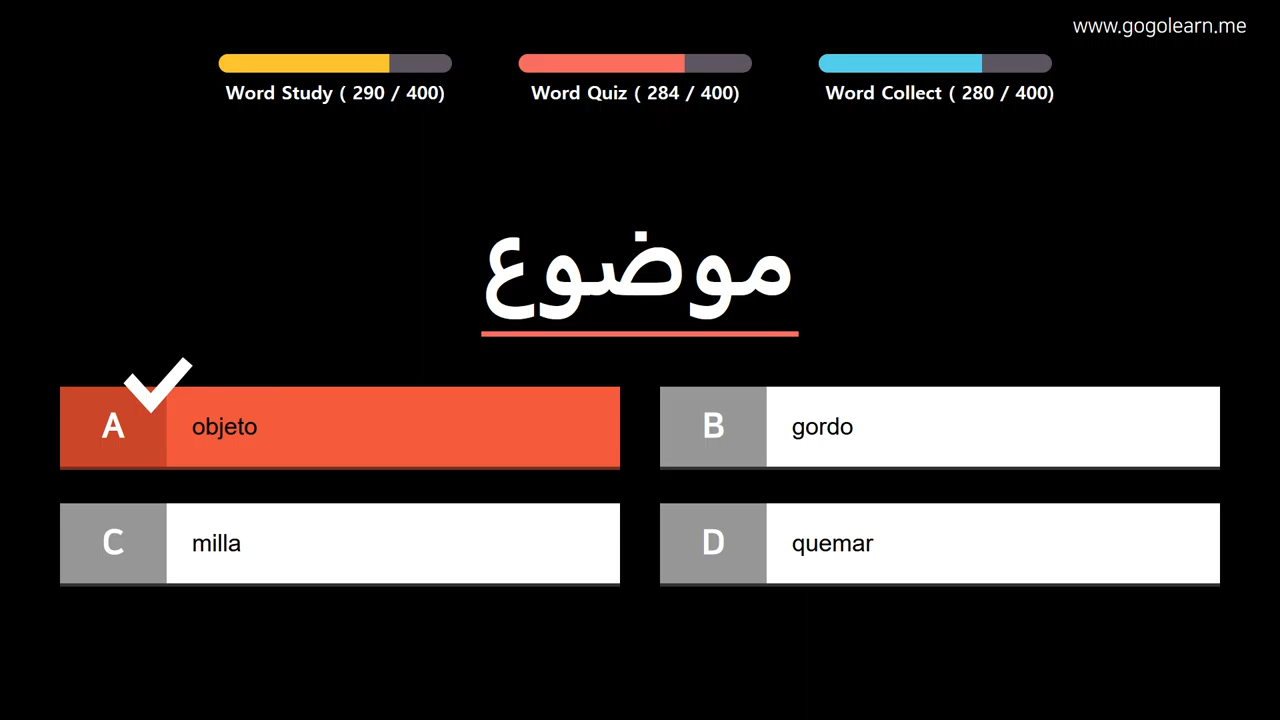 www.gogolearn.me
Word Study ( 290 / 400)
Word Quiz ( 284 / 400)
Word Collect ( 280 / 400)
موضوع
A objeto
B gordo
C milla
D quemar